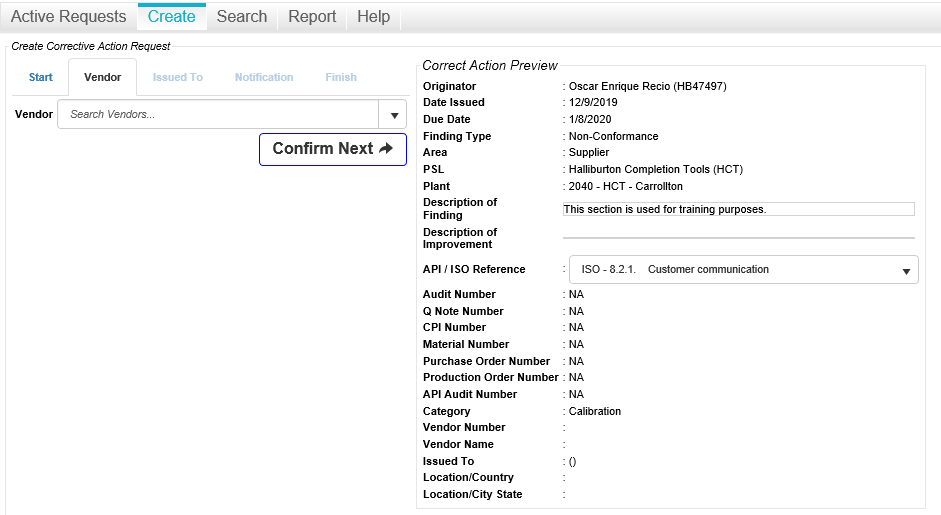 Active Requests Create Search Report Help
Create Corrective Action Request
Start Vendor Issued To Notification Finish
Vendor Search Vendors...
Confirm Next
Correct Action Preview
Originator : Oscar Enrique Recio (HB47497)
Date Issued : 12/9/2019
Due Date : 1/8/2020
Finding Type : Non-Conformance
Area : Supplier
PSL : Halliburton Completion Tools (HCT)
Plant : 2040 - HCT - Carrollton
Description of
Finding This section is used for training purposes.
Description of
Improvement
API / ISO Reference : ISO - 8.2.1. Customer communication
Audit Number : NA
Q Note Number : NA
CPI Number : NA
Material Number : NA
Purchase Order Number : NA
Production Order Number : NA
API Audit Number : NA
Category : Calibration
Vendor Number :
Vendor Name :
Issued To : ()
Location/Country :
Location/City State :